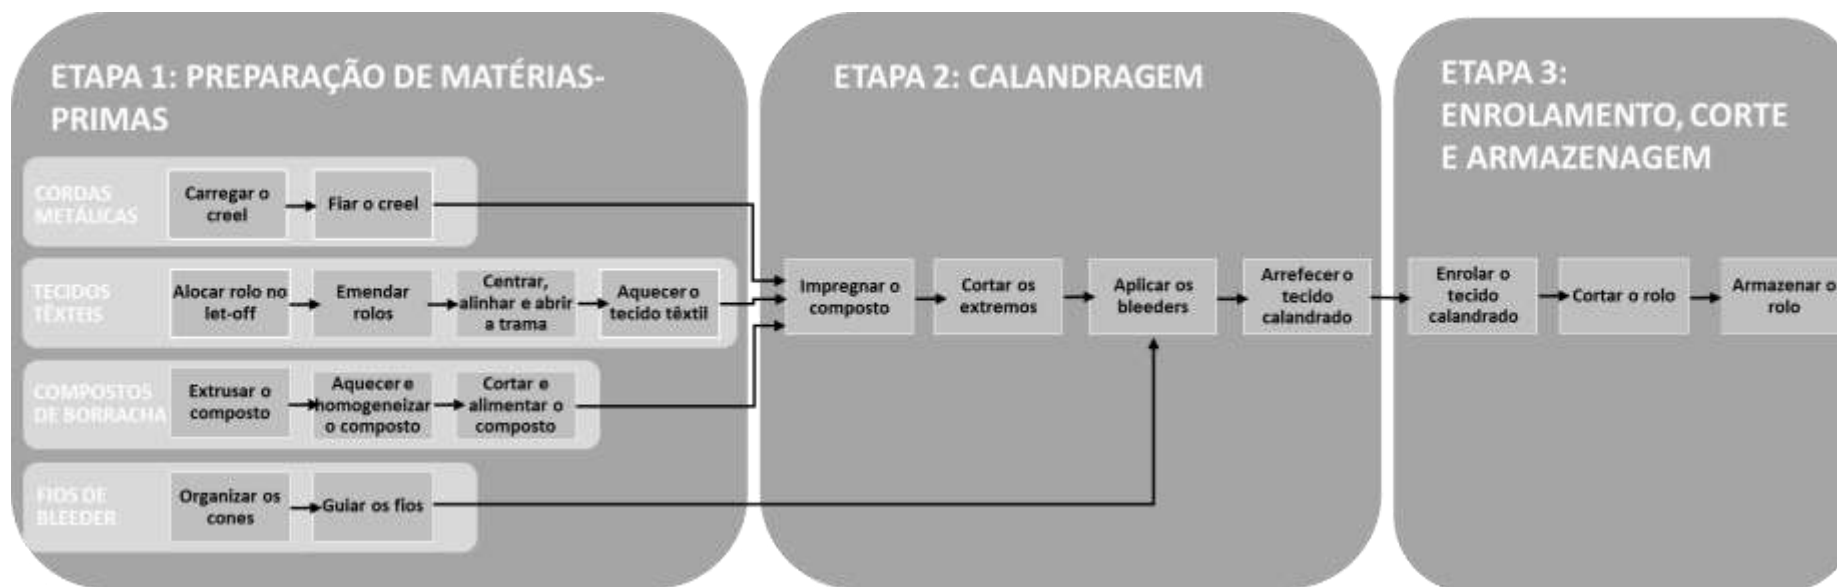 ETAPA 1: PREPARAÇÃO DE MATÉRIAS-
PRIMAS
CORDAS
METÁLICAS
Carregar o
creel
Fiar o creel
TECIDOS
TÊXTEIS
Alocar rolo no
let-off
Emendar
rolos
Centrar,
alinhar e abrir
a trama
Aquecer o
tecido têxtil
COMPOSTOS
DE BORRACHA
Extrusar o
composto
Aquecer e
homogeneizar
o composto
Cortar e
alimentar o
composto
FIOS DE
BLEEDER
Organizar os
cones
Guiar os fios
ETAPA 2: CALANDRAGEM
Impregnar o
composto
Cortar os
extremos
Aplicar os
bleeders
Arrefecer o
tecido
calandrado
ETAPA 3:
ENROLAMENTO, CORTE
E ARMAZENAGEM
Enrolar o
tecido
calandrado
Cortar o rolo
Armazenar o
rolo